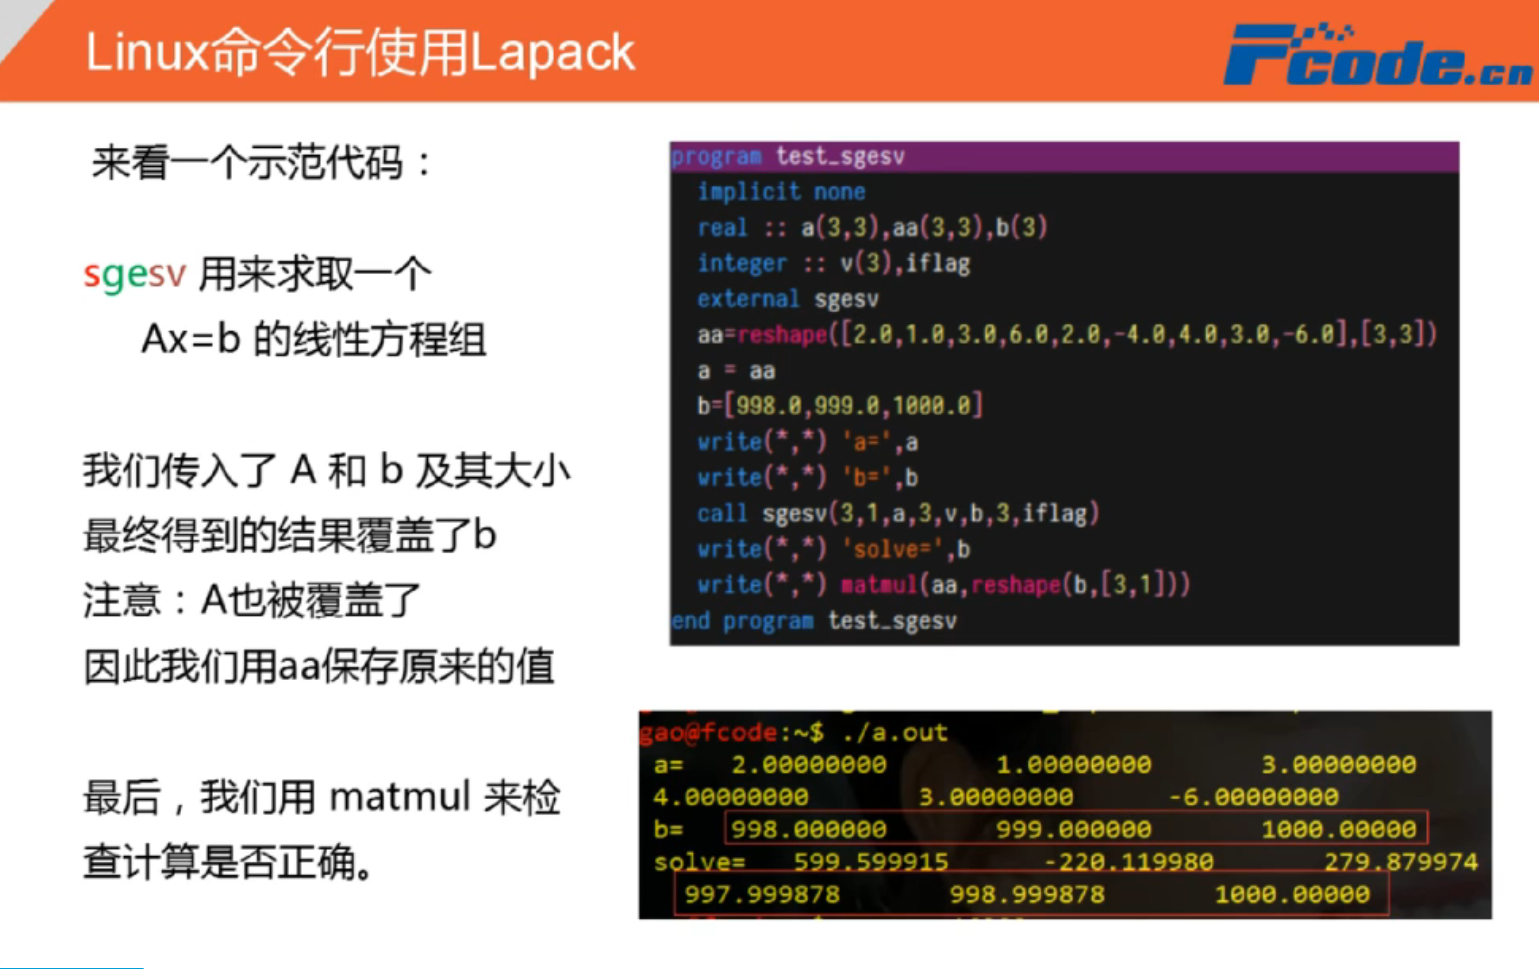 Linux命令行使用Lapack
Fcode.cn
来看一个示范代码：
sgesv 用来求取一个
Ax=b 的线性方程组
我们传入了 A 和 b 及其大小
最终得到的结果覆盖了b
注意：A也被覆盖了
因此我们用aa保存原来的值
最后，我们用 matmul 来检
查计算是否正确。
program test_sgesv
implicit none
real :: a(3,3),aa(3,3),b(3)
integer :: v(3),iflag
external sgesv
aa=reshape([2.0,1.0,3.0,6.0,2.0,-4.0,4.0,3.0,-6.0],[3,3])
a = aa
b=[998.0,999.0,1000.0]
write(*,*) 'a=',a
write(*,*) 'b=',b
call sgesv(3,1,a,3,v,b,3,iflag)
write(*,*) 'solve=',b
write(*,*) matmul(aa,reshape(b,[3,1]))
end program test_sgesv
gao@fcode:~$ ./a.out
a= 2.00000000 1.00000000 3.00000000
4.00000000 3.00000000 -6.00000000
b= 998.000000 999.000000 1000.00000
solve= 599.599915 -220.119980 279.879974
997.999878 998.999878 1000.00000